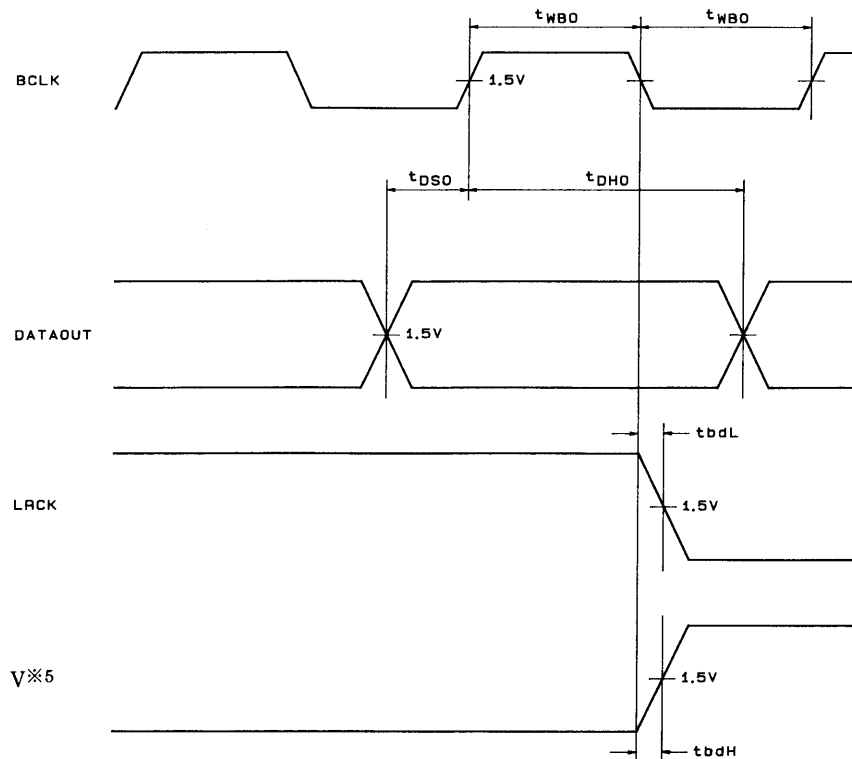 tWBO tWBO
BCLK 1.5V
tDSO tDHO
DATAOUT 1.5V
tbdL
LRCK 1.5V
V※5 1.5V
tbdH